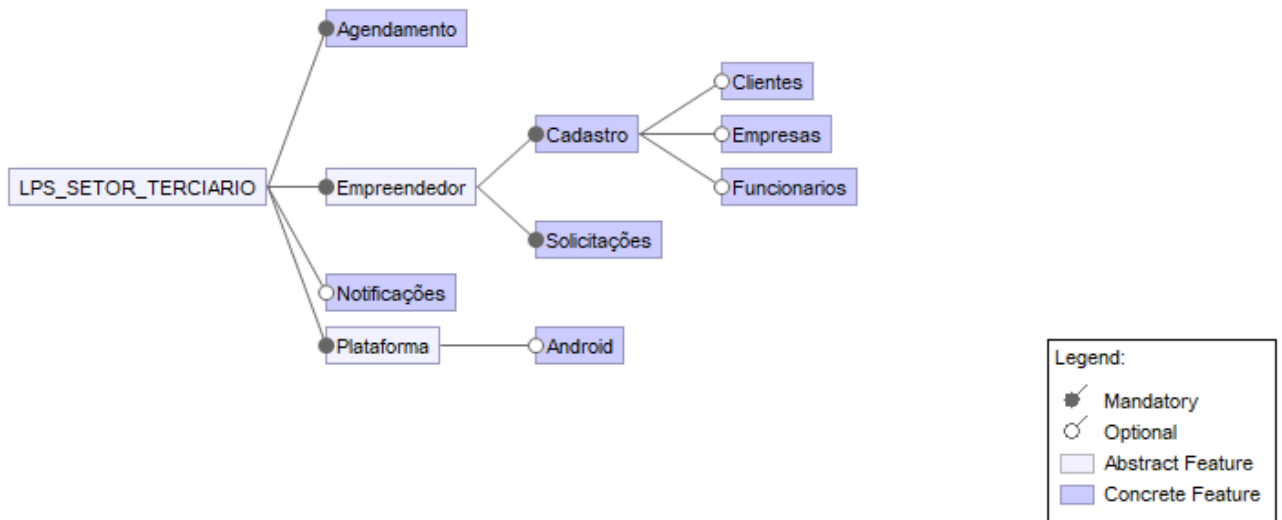 Agendamento
Clientes
Cadastro
Empresas
LPS_SETOR_TERCIARIO
Empreendedor
Funcionarios
Solicitações
Notificações
Plataforma
Android
Legend:
Mandatory
Optional
Abstract Feature
Concrete Feature